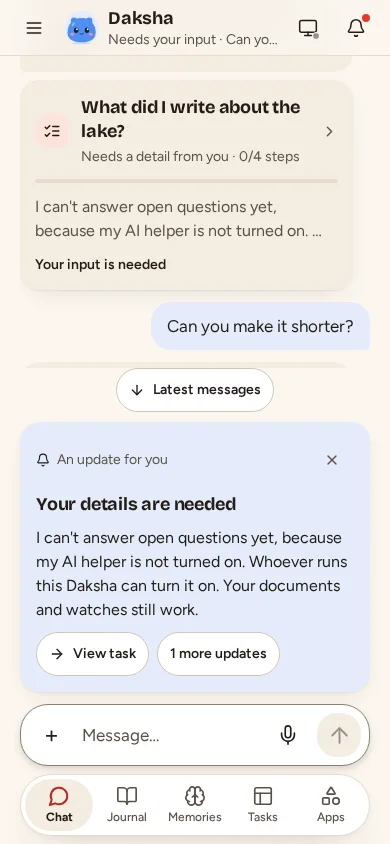 Daksha
Needs your input · Can yo...
What did I write about the
lake?
Needs a detail from you · 0/4 steps
I can't answer open questions yet,
because my AI helper is not turned on. ...
Your input is needed
Can you make it shorter?
Latest messages
An update for you
Your details are needed
I can't answer open questions yet, because
my AI helper is not turned on. Whoever runs
this Daksha can turn it on. Your documents
and watches still work.
View task
1 more updates
Message...
Chat
Journal
Memories
Tasks
Apps